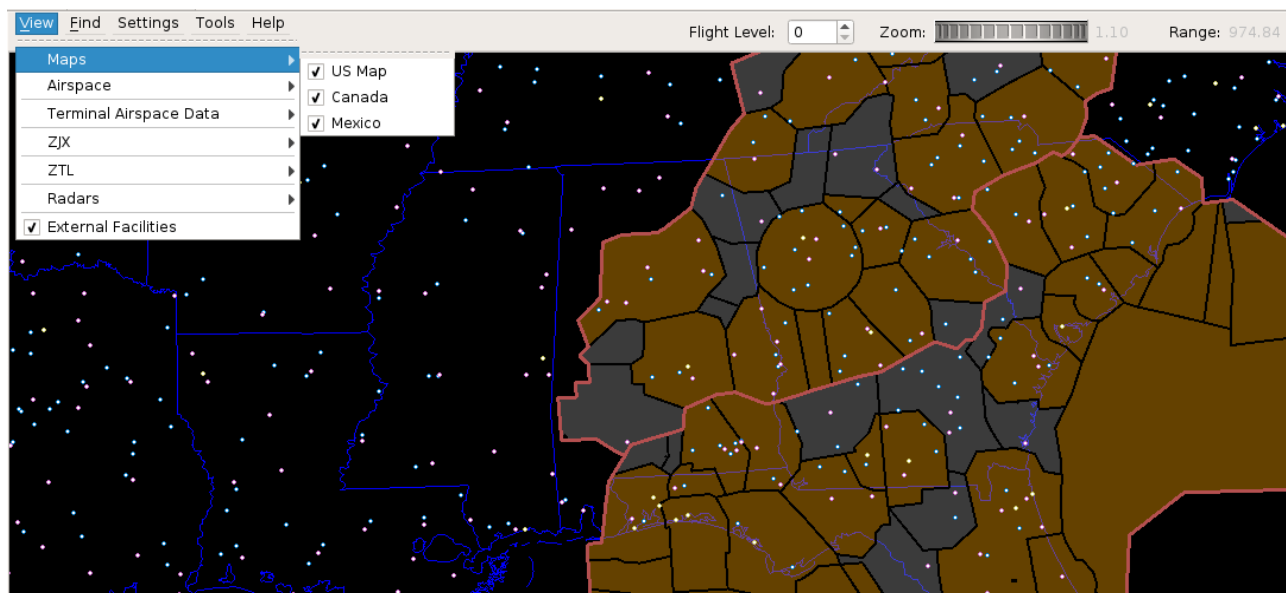 View Find Settings Tools Help
Flight Level: 0 Zoom: 1.10 Range: 974.84
Maps
Airspace
Terminal Airspace Data
ZJX
ZTL
Radars
External Facilities
US Map
Canada
Mexico